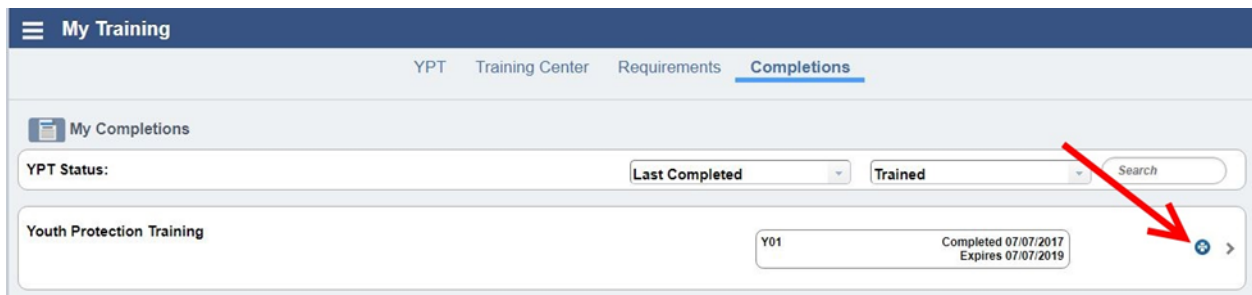 My Training
YPT Training Center Requirements Completions
My Completions
YPT Status: Last Completed Trained Search
Youth Protection Training
Y01 Completed 07/07/2017
Expires 07/07/2019